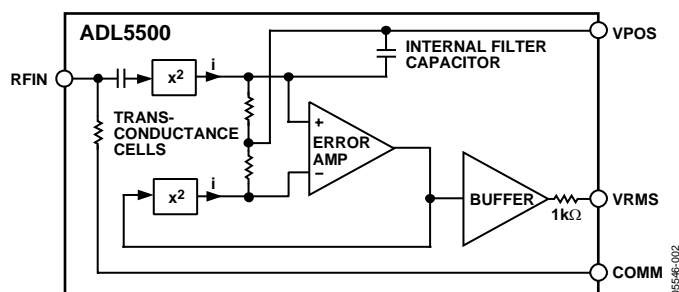 ADL5500
VPOS
INTERNAL FILTER
CAPACITOR
RFIN
x²
i
TRANS-
CONDUCTANCE
CELLS
+
ERROR
AMP
–
x²
i
BUFFER
1kΩ
VRMS
COMM
05546-002